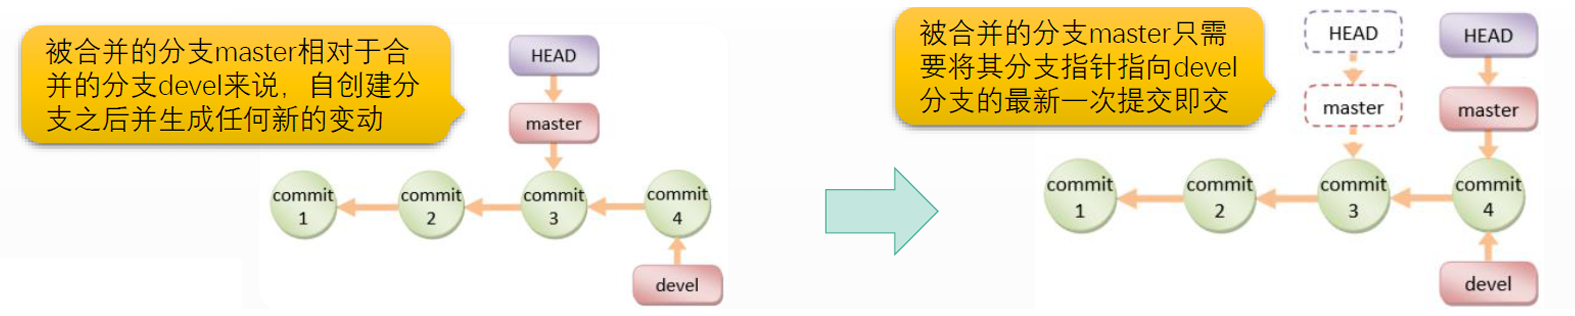 被合并的分支master相对于合
并的分支devel来说，自创建分
支之后并生成任何新的变动
HEAD
master
commit
1
commit
2
commit
3
commit
4
devel
被合并的分支master只需
要将其分支指针指向devel
分支的最新一次提交即交
HEAD
HEAD
master
master
commit
1
commit
2
commit
3
commit
4
devel